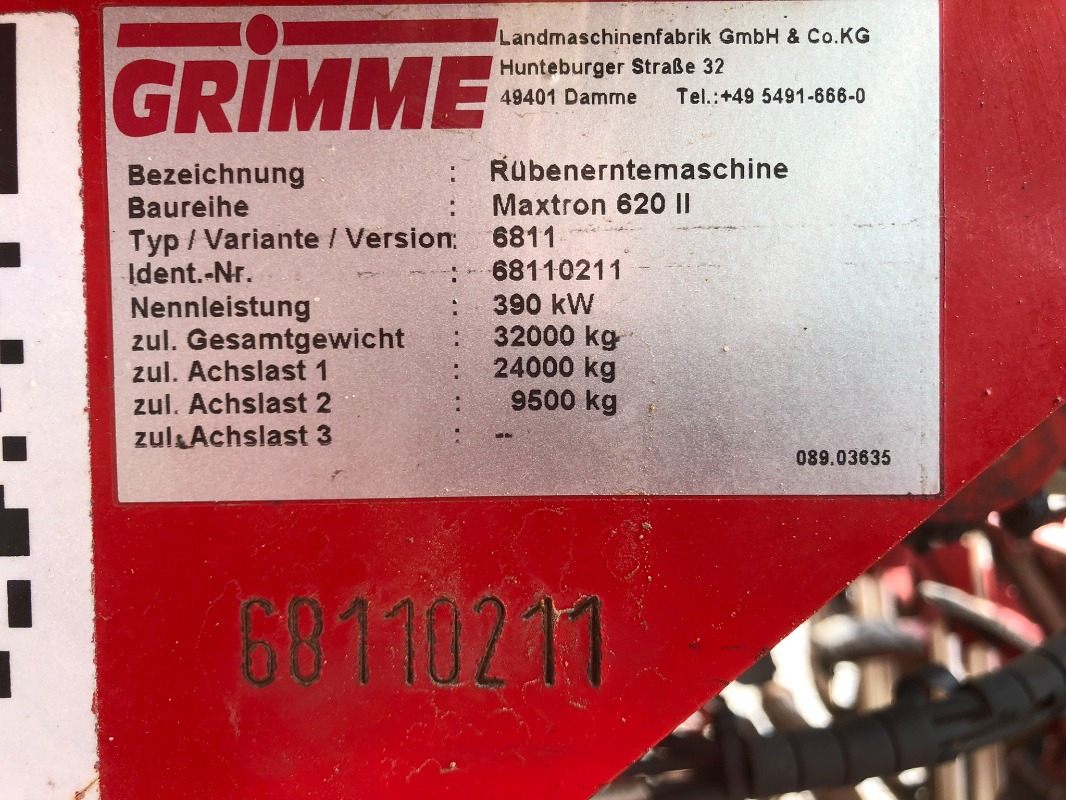 GRIMME
Landmaschinenfabrik GmbH & Co.KG
Hunteburger Straße 32
49401 Damme Tel.:+49 5491-666-0
Bezeichnung : Rübenerntemaschine
Baureihe : Maxtron 620 II
Typ / Variante / Version: 6811
Ident.-Nr. : 68110211
Nennleistung : 390 kW
zul. Gesamtgewicht : 32000 kg
zul. Achslast 1 : 24000 kg
zul. Achslast 2 : 9500 kg
zul. Achslast 3 : --
089.03635
68110211